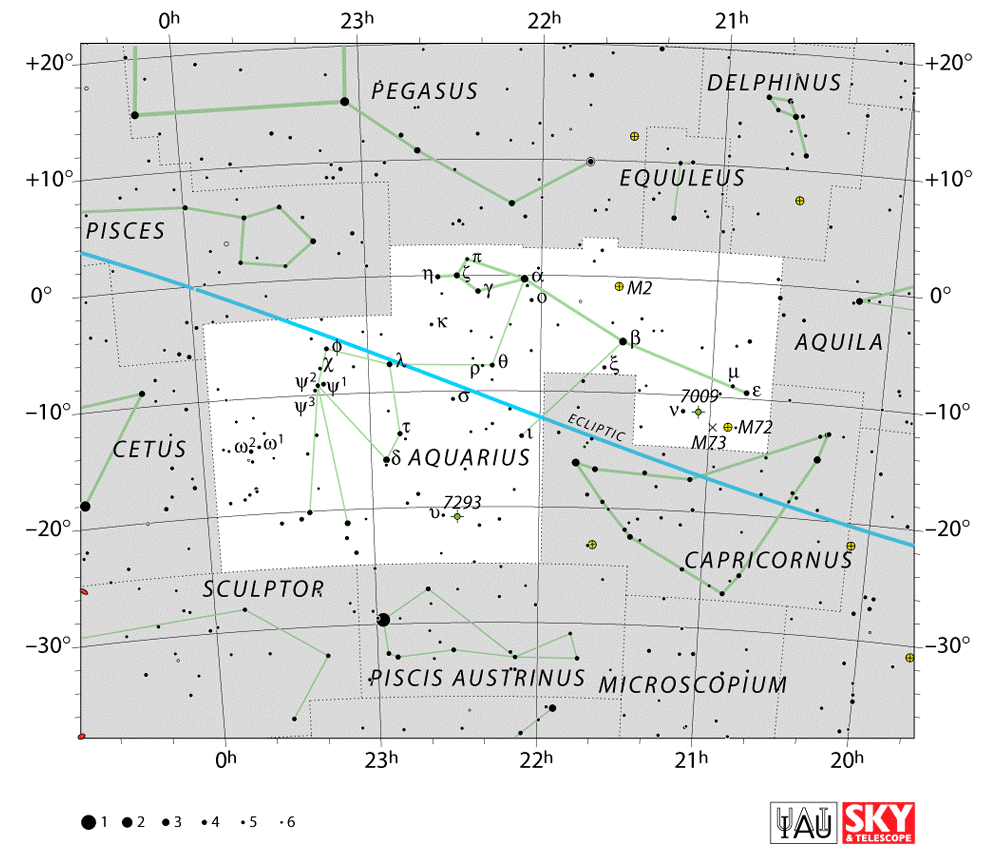 0h 23h 22h 21h
+20° +20°
PEGASUS DELPHINUS
+10° EQUULEUS +10°
PISCES
π
η ζ α
γ ο M2
0° 0°
κ
β AQUILA
ϕ
χ λ ρ θ ξ
ψ2 ψ1 μ
ψ3 σ 7009 ε
−10° ν −10°
ECLIPTIC M72
τ ι M73
CETUS ω2 ω1
δ AQUARIUS
7293
υ
−20° −20°
CAPRICORNUS
SCULPTOR
−30° −30°
PISCIS AUSTRINUS MICROSCOPIUM
0h 23h 22h 21h 20h
1 2 3 4 5 6
IAU SKY
& TELESCOPE